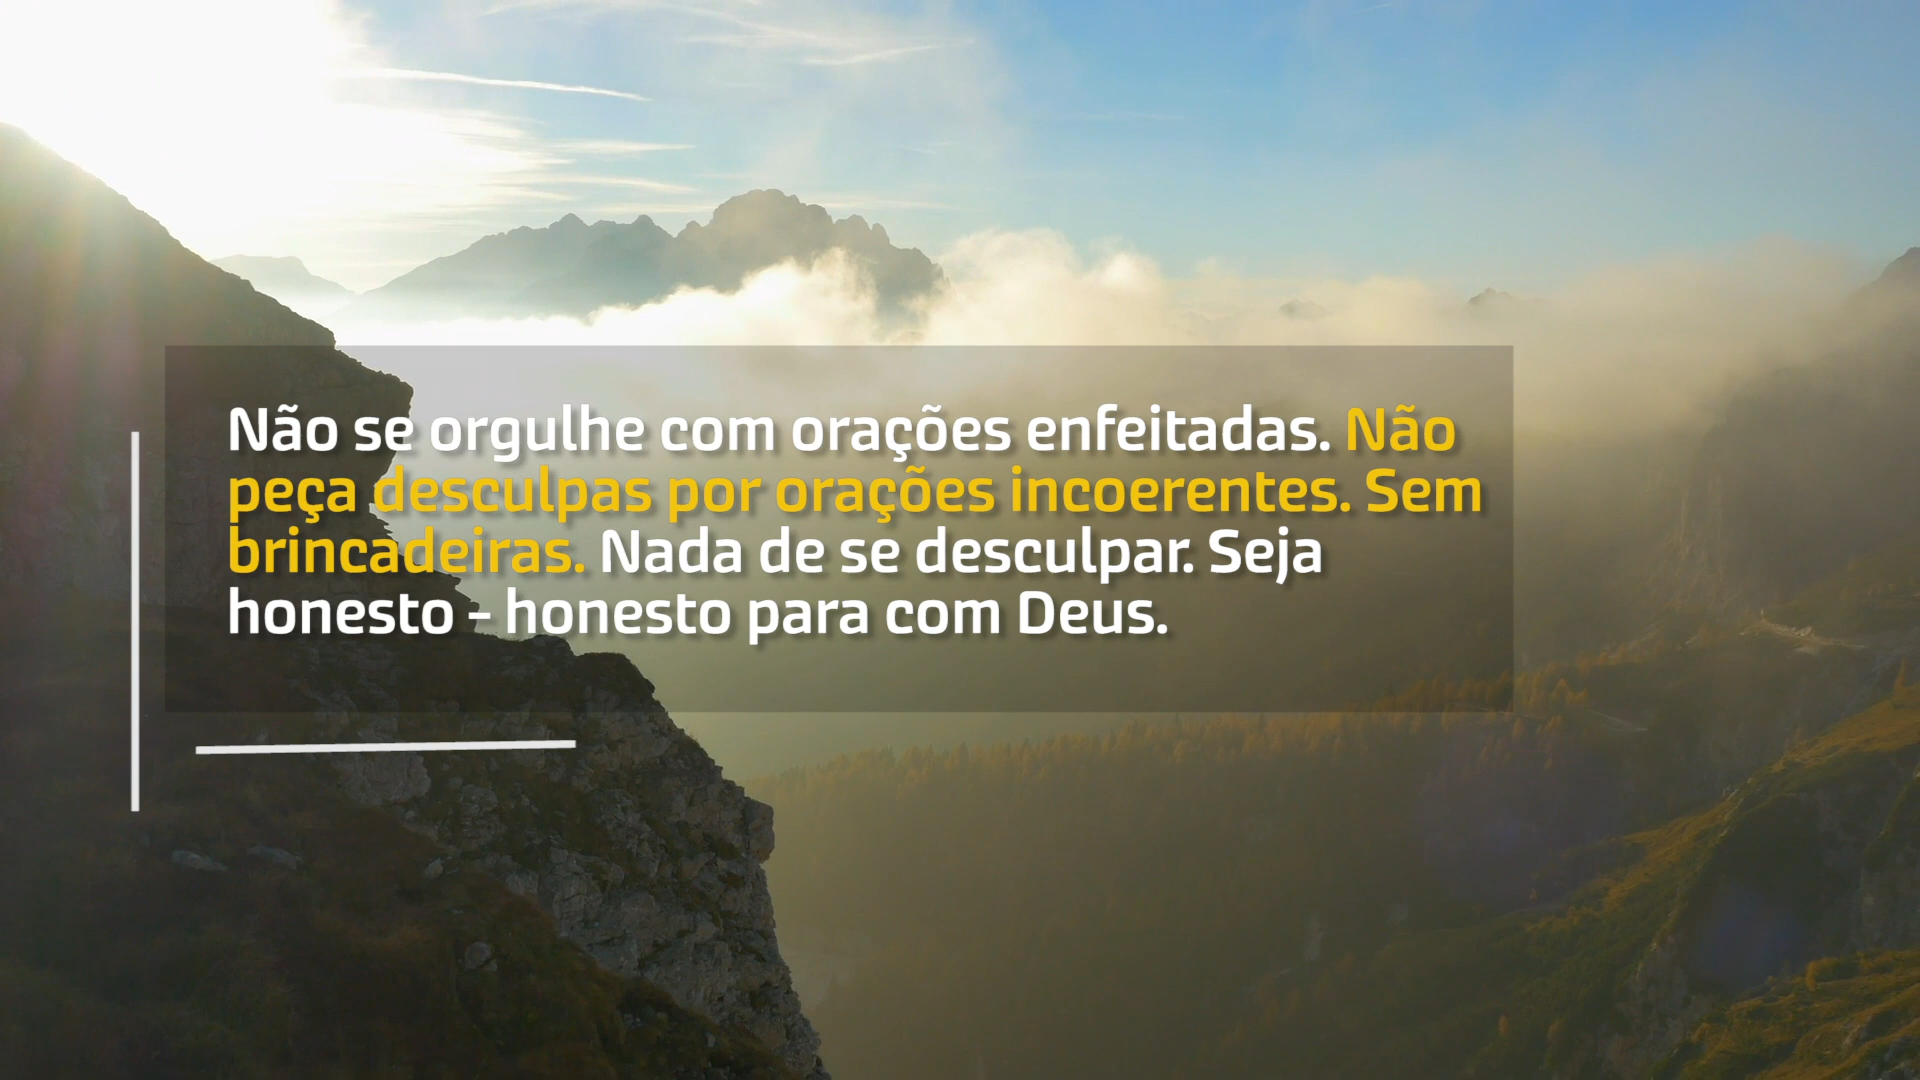 Não se orgulhe com orações enfeitadas. Não
peça desculpas por orações incoerentes. Sem
brincadeiras. Nada de se desculpar. Seja
honesto - honesto para com Deus.